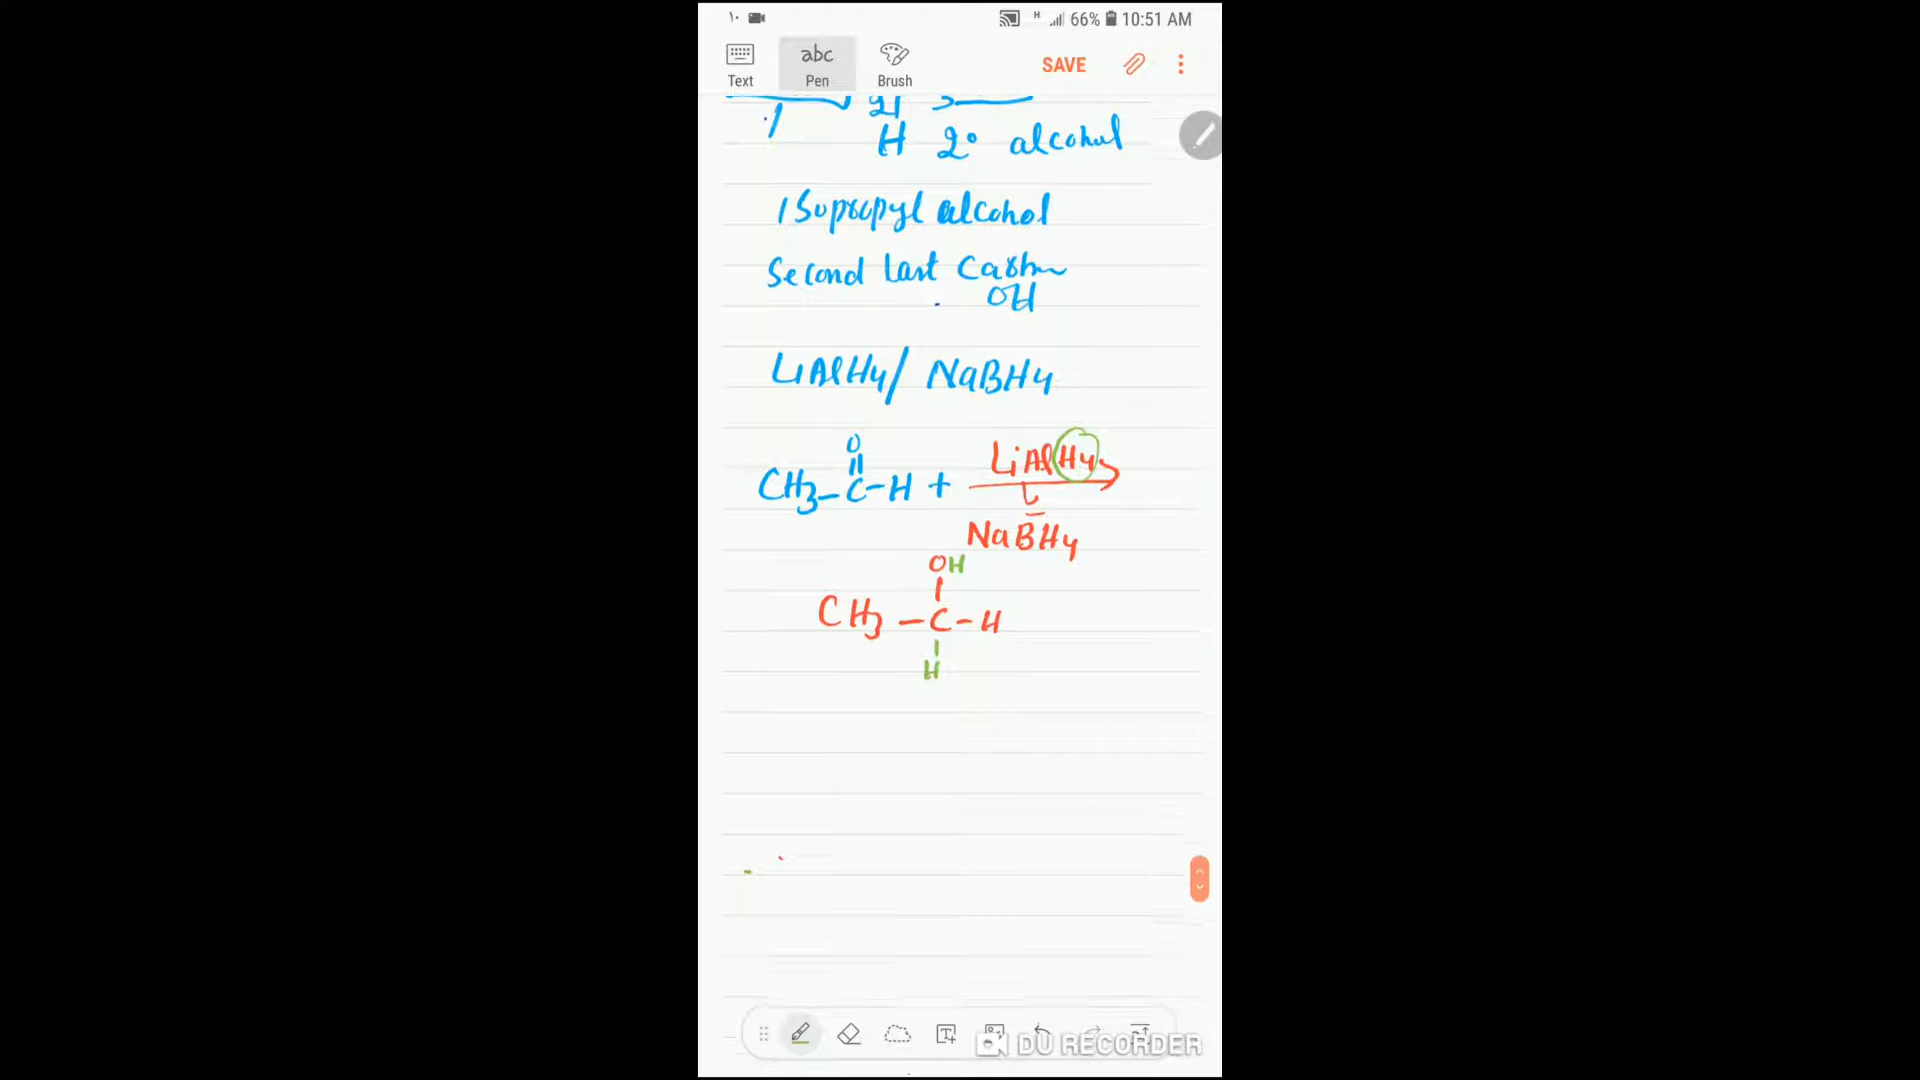 ١٠ H 66% 10:51 AM
Text abc Pen Brush SAVE
H 2° alcohol
Isopropyl alcohol
Second Last Carbon
OH
LiAlH4/ NaBH4
O
CH3-C-H + LiAlH4
NaBH4
OH
CH3-C-H
H
DU RECORDER